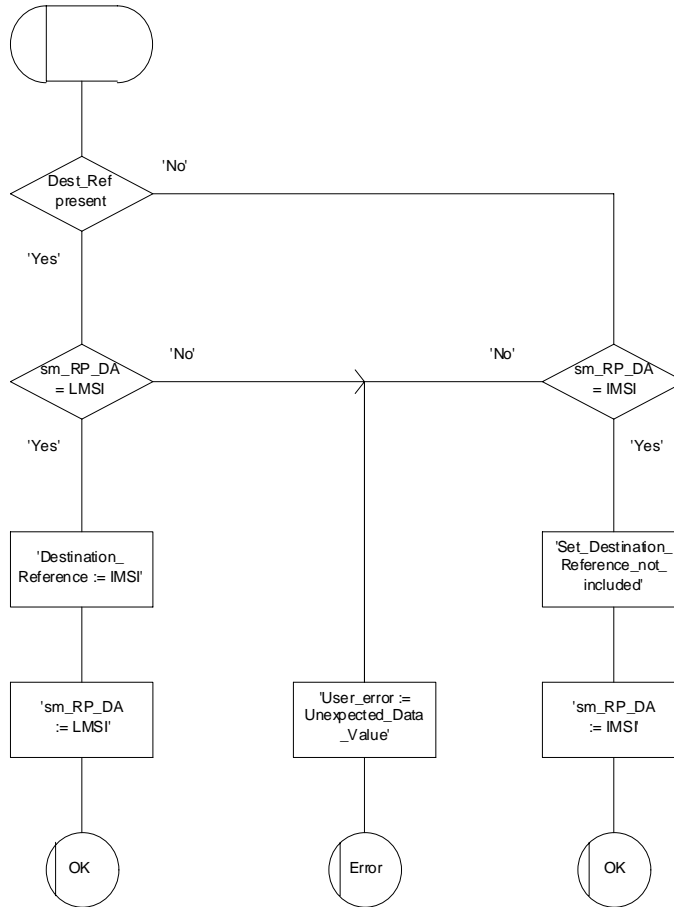 'No'
Dest_Ref
present
'Yes'
sm_RP_DA
= LMSI
'No'
'No'
sm_RP_DA
= IMSI
'Yes'
'Yes'
'Destination_
Reference := IMSI'
'Set_Destination_
Reference_not_
included'
'sm_RP_DA
:= LMSI'
'User_error :=
Unexpected_Data
_Value'
'sm_RP_DA
:= IMSI'
OK
Error
OK